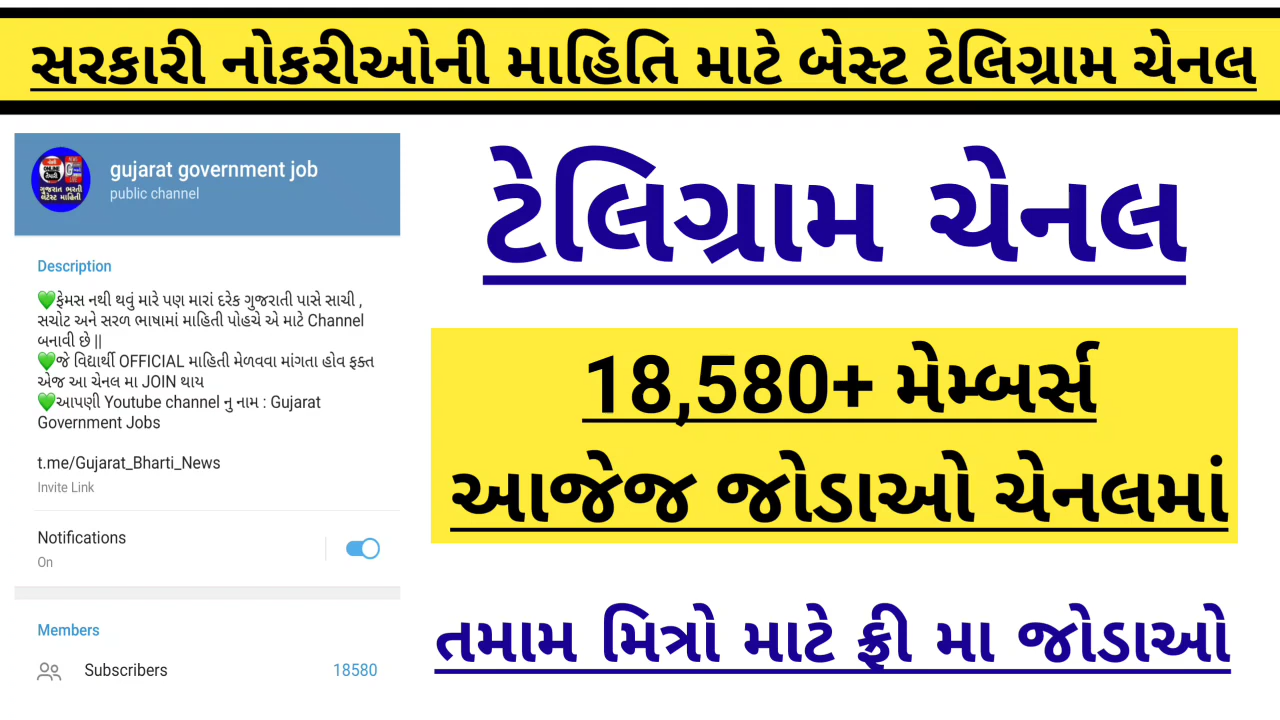 સરકારી નોકરીઓની માહિતિ માટે બેસ્ટ ટેલિગ્રામ ચેનલ
gujarat government job
public channel
ગુજરાત ભરતી
લેટેસ્ટ માહિતી
Description
💚ફેમસ નથી થવું મારે પણ મારાં દરેક ગુજરાતી પાસે સાચી ,
સચોટ અને સરળ ભાષામાં માહિતી પોહચે એ માટે Channel
બનાવી છે ||
💚જે વિદ્યાર્થી OFFICIAL માહિતી મેળવવા માંગતા હોવ ફક્ત
એજ આ ચેનલ મા JOIN થાય
💚આપણી Youtube channel નુ નામ : Gujarat
Government Jobs
t.me/Gujarat_Bharti_News
Invite Link
Notifications
On
Members
Subscribers 18580
ટેલિગ્રામ ચેનલ
18,580+ મેમ્બર્સ
આજેજ જોડાઓ ચેનલમાં
તમામ મિત્રો માટે ફ્રી મા જોડાઓ